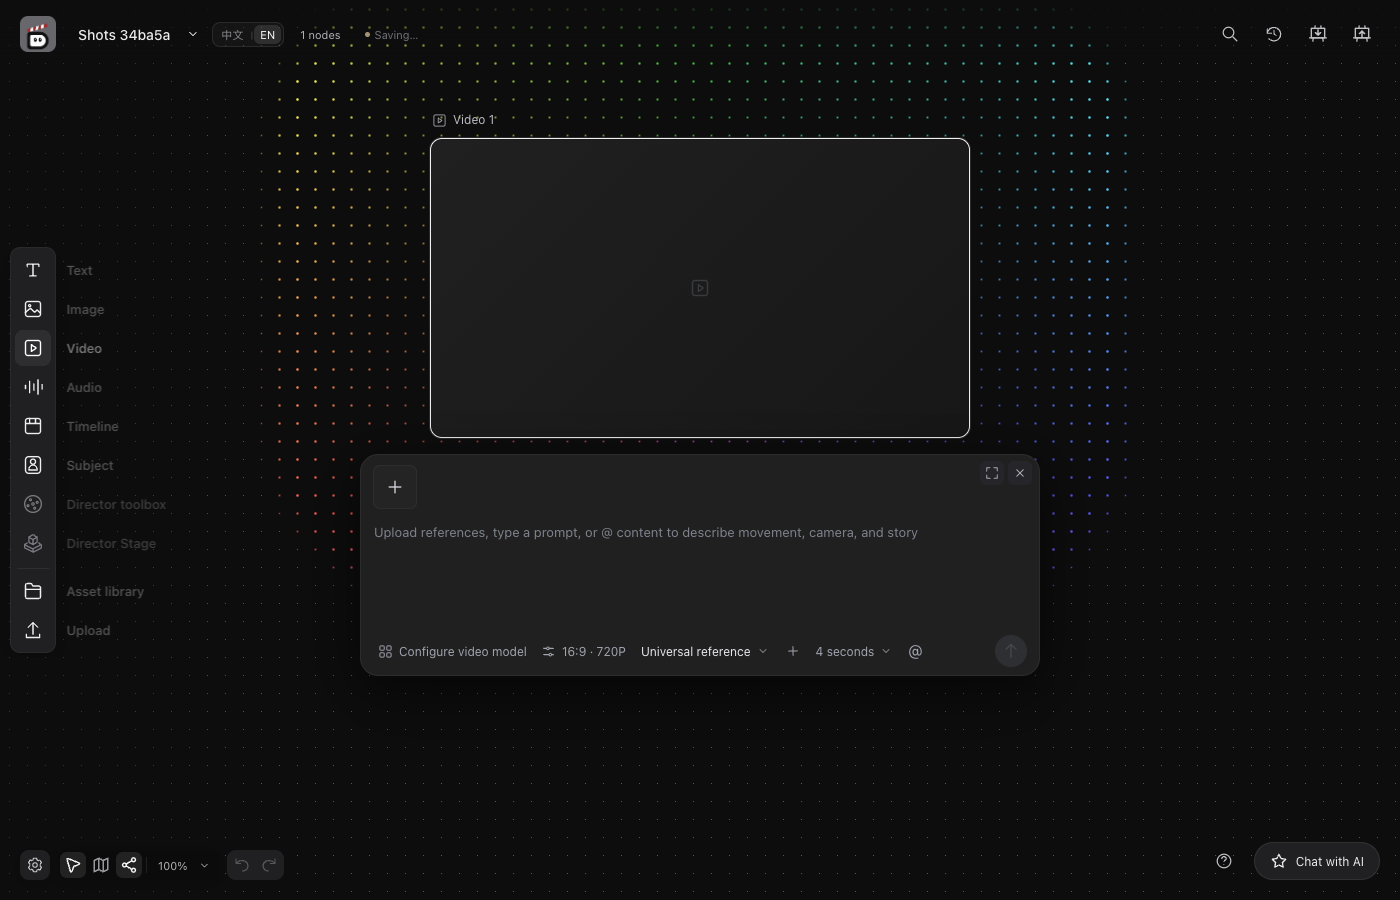 Shots 34ba5a
中文
EN
1 nodes
Saving...
Video 1
Text
Image
Video
Audio
Timeline
Subject
Director toolbox
Director Stage
Asset library
Upload
Upload references, type a prompt, or @ content to describe movement, camera, and story
Configure video model
16:9 · 720P
Universal reference
4 seconds
@
100%
Chat with AI